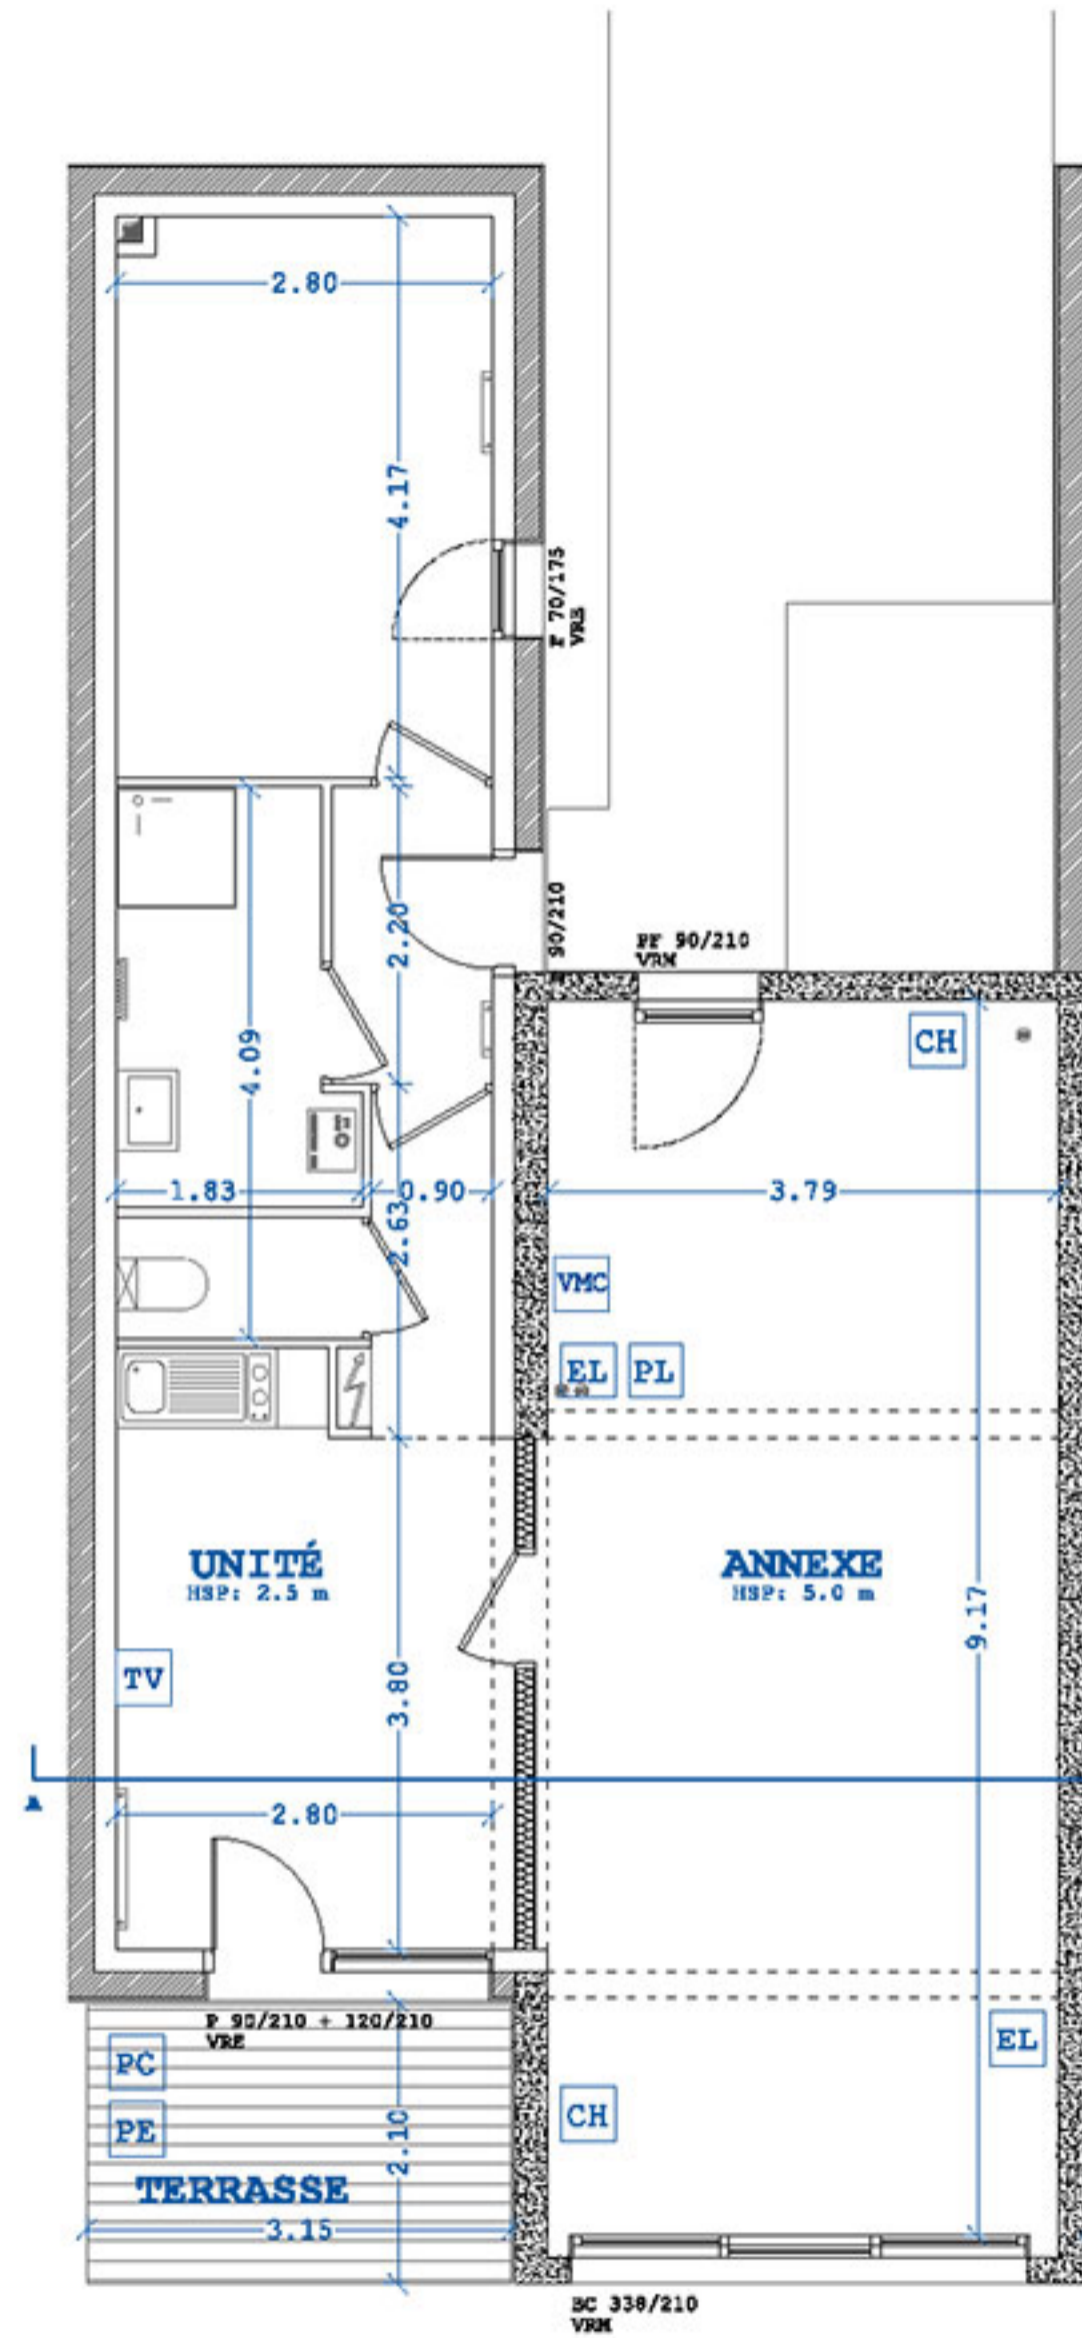 2.80
4.17
F 70/175
VRE
2.20
90/210
PF 90/210
VRM
CH
4.09
1.83
0.90
3.79
2.63
VMC
EL
PL
UNITÉ
HSP: 2.5 m
ANNEXE
HSP: 5.0 m
9.17
TV
3.80
A
2.80
P 90/210 + 120/210
VRE
PC
EL
PE
CH
2.10
TERRASSE
3.15
BC 338/210
VRM